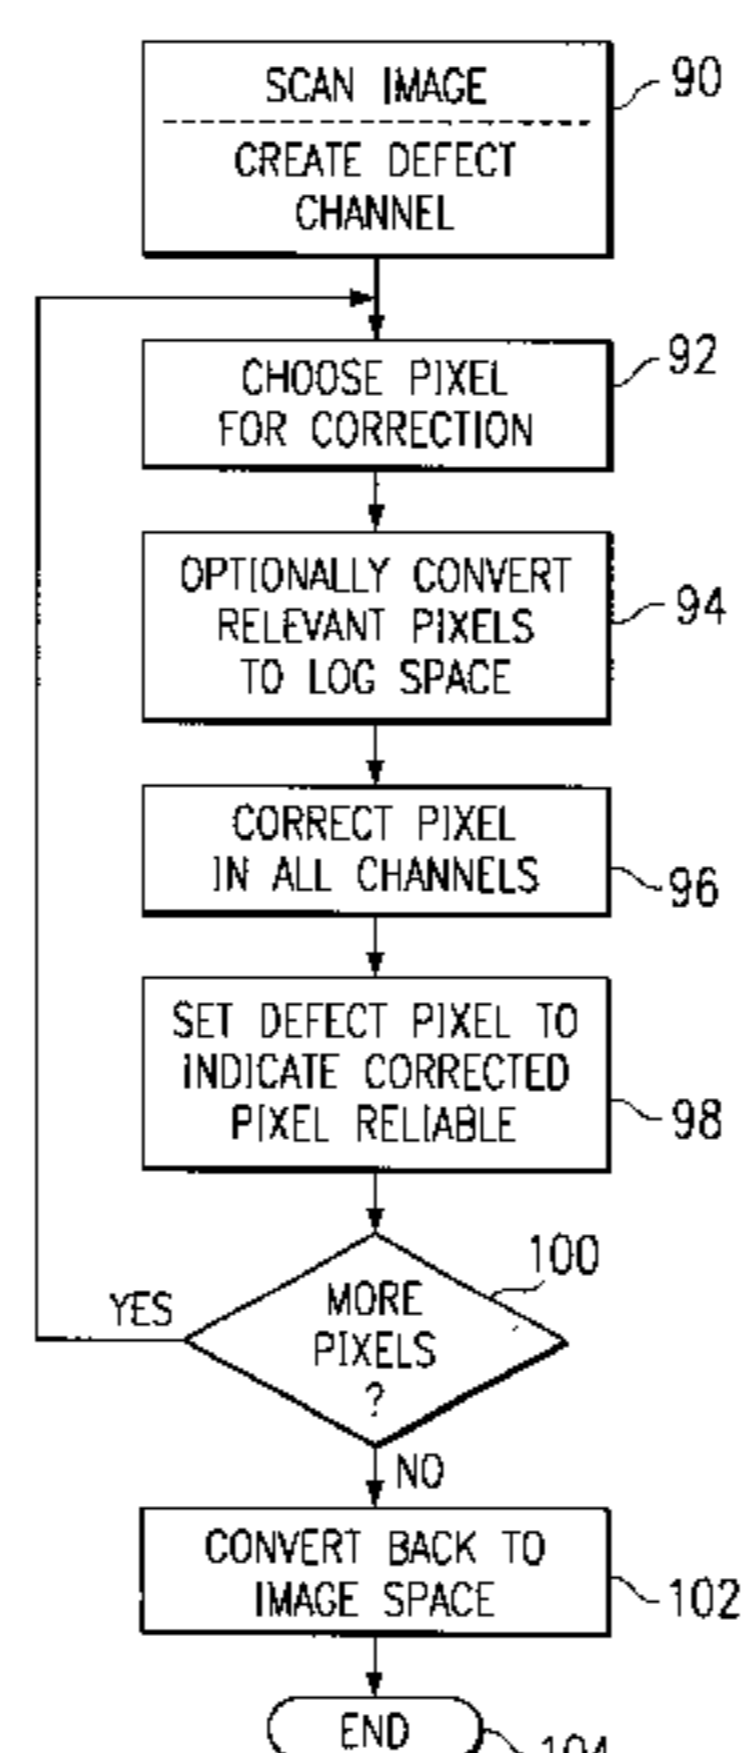 SCAN IMAGE
90
CREATE DEFECT
CHANNEL
CHOOSE PIXEL
FOR CORRECTION
92
OPTIONALLY CONVERT
RELEVANT PIXELS
TO LOG SPACE
94
CORRECT PIXEL
IN ALL CHANNELS
96
SET DEFECT PIXEL TO
INDICATE CORRECTED
PIXEL RELIABLE
98
100
YES
MORE
PIXELS
?
NO
CONVERT BACK TO
IMAGE SPACE
102
END
104